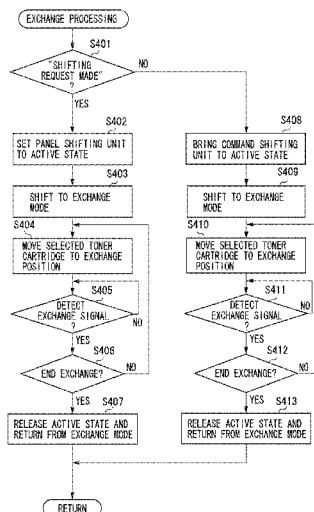 EXCHANGE PROCESSING
S401
"SHIFTING
REQUEST MADE"
?
NO
YES
S402
SET PANEL SHIFTING UNIT
TO ACTIVE STATE
S403
SHIFT TO EXCHANGE
MODE
S404
MOVE SELECTED TONER
CARTRIDGE TO EXCHANGE
POSITION
S405
DETECT
EXCHANGE SIGNAL
?
NO
YES
S406
END EXCHANGE?
NO
YES
S407
RELEASE ACTIVE STATE AND
RETURN FROM EXCHANGE MODE
S408
BRING COMMAND SHIFTING
UNIT TO ACTIVE STATE
S409
SHIFT TO EXCHANGE
MODE
S410
MOVE SELECTED TONER
CARTRIDGE TO EXCHANGE
POSITION
S411
DETECT
EXCHANGE SIGNAL
?
NO
YES
S412
END EXCHANGE?
NO
YES
S413
RELEASE ACTIVE STATE AND
RETURN FROM EXCHANGE MODE
RETURN